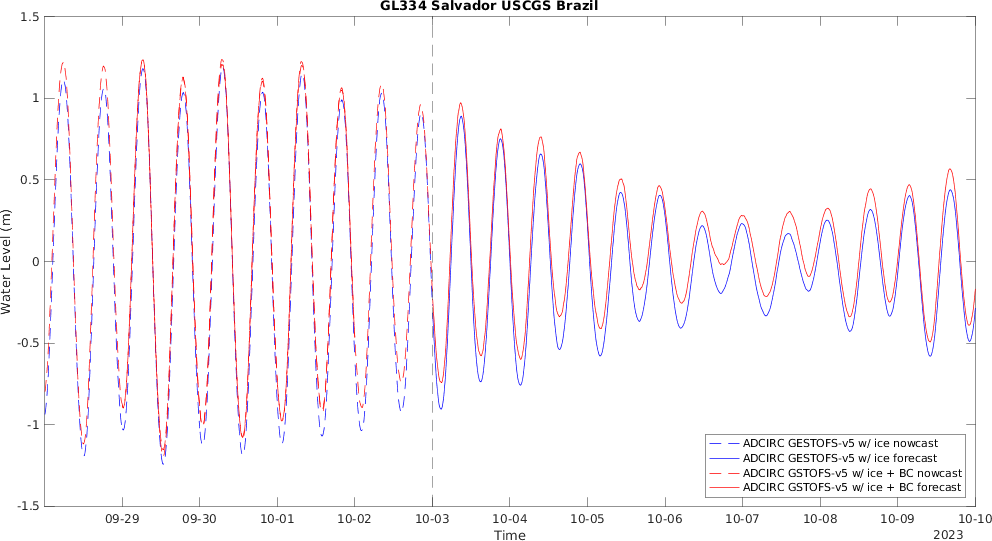 GL334 Salvador USCGS Brazil
1.5
1
0.5
0
-0.5
-1
-1.5
Water Level (m)
ADCIRC GESTOFS-v5 w/ ice nowcast
ADCIRC GESTOFS-v5 w/ ice forecast
ADCIRC GSTOFS-v5 w/ ice + BC nowcast
ADCIRC GSTOFS-v5 w/ ice + BC forecast
09-29 09-30 10-01 10-02 10-03 10-04 10-05 10-06 10-07 10-08 10-09 10-10
Time
2023